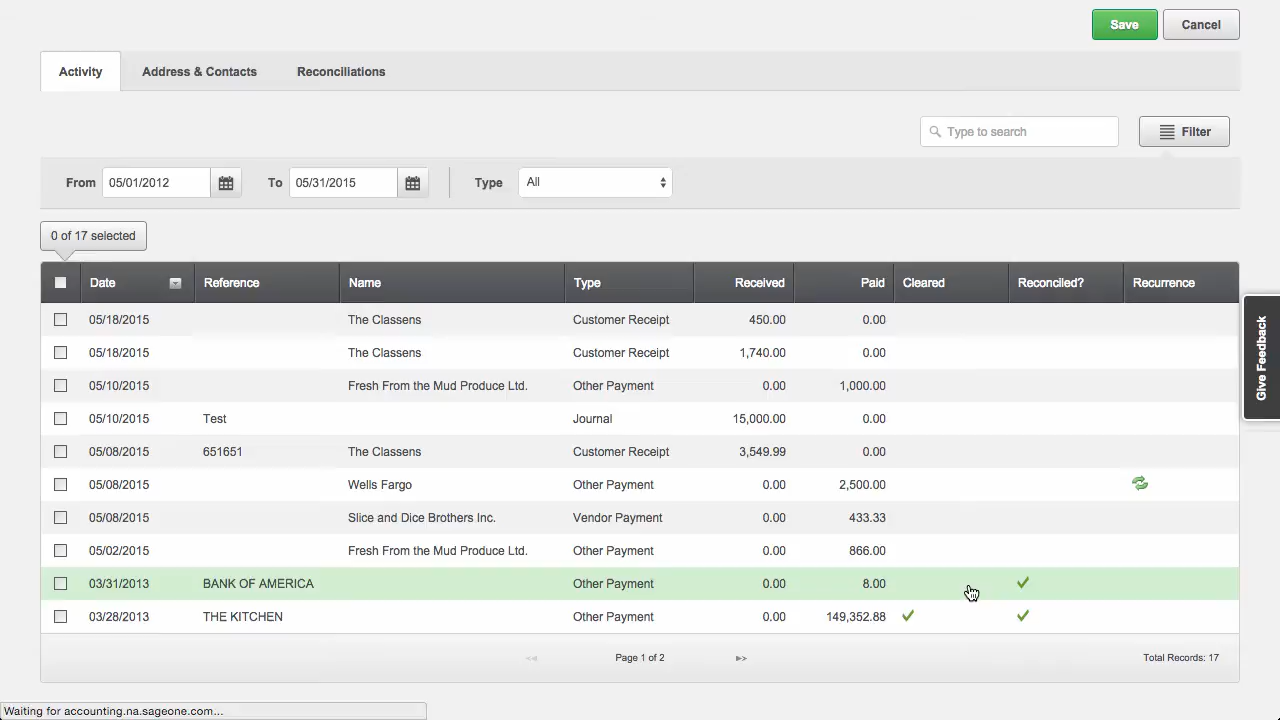 Save Cancel
Activity Address & Contacts Reconciliations
Type to search Filter
From 05/01/2012 To 05/31/2015 Type All
0 of 17 selected
Date Reference Name Type Received Paid Cleared Reconciled? Recurrence
05/18/2015 The Classens Customer Receipt 450.00 0.00
05/18/2015 The Classens Customer Receipt 1,740.00 0.00
05/10/2015 Fresh From the Mud Produce Ltd. Other Payment 0.00 1,000.00
05/10/2015 Test Journal 15,000.00 0.00
05/08/2015 651651 The Classens Customer Receipt 3,549.99 0.00
05/08/2015 Wells Fargo Other Payment 0.00 2,500.00
05/08/2015 Slice and Dice Brothers Inc. Vendor Payment 0.00 433.33
05/02/2015 Fresh From the Mud Produce Ltd. Other Payment 0.00 866.00
03/31/2013 BANK OF AMERICA Other Payment 0.00 8.00
03/28/2013 THE KITCHEN Other Payment 0.00 149,352.88
Page 1 of 2 Total Records: 17
Give Feedback
Waiting for accounting.na.sageone.com...